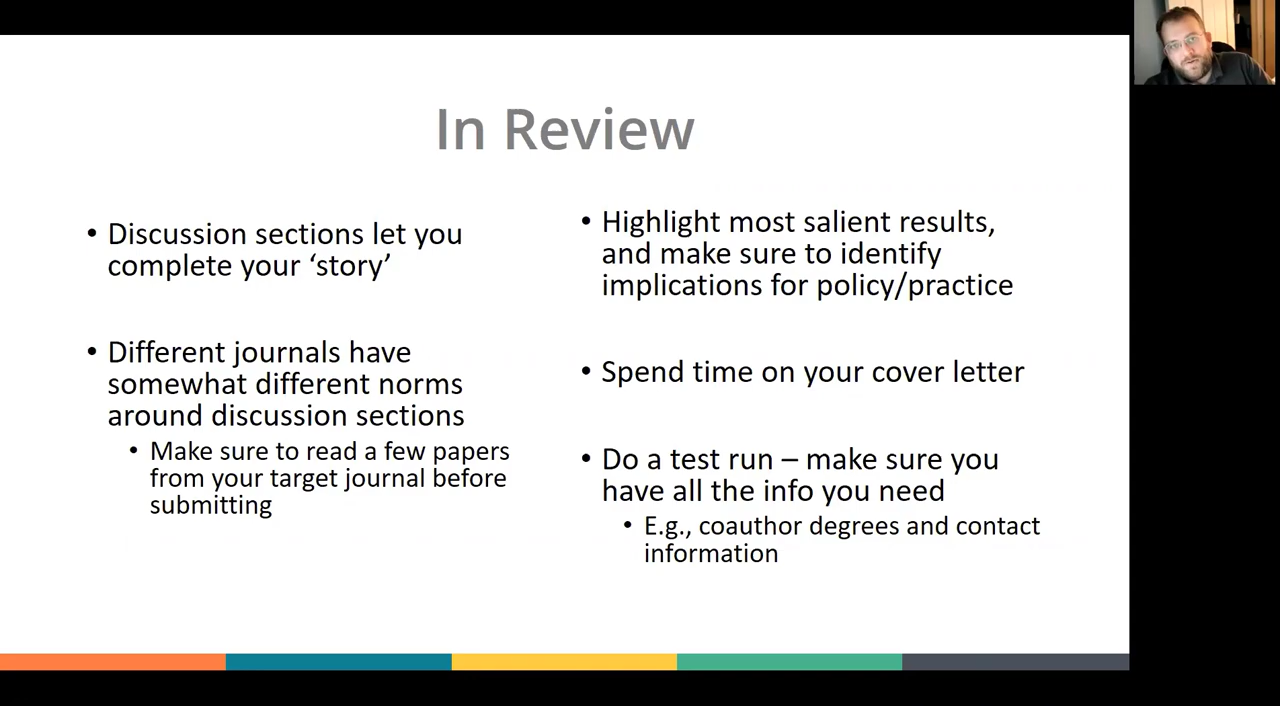 In Review
• Discussion sections let you
complete your ‘story’
• Different journals have
somewhat different norms
around discussion sections
• Make sure to read a few papers
from your target journal before
submitting
• Highlight most salient results,
and make sure to identify
implications for policy/practice
• Spend time on your cover letter
• Do a test run – make sure you
have all the info you need
• E.g., coauthor degrees and contact
information